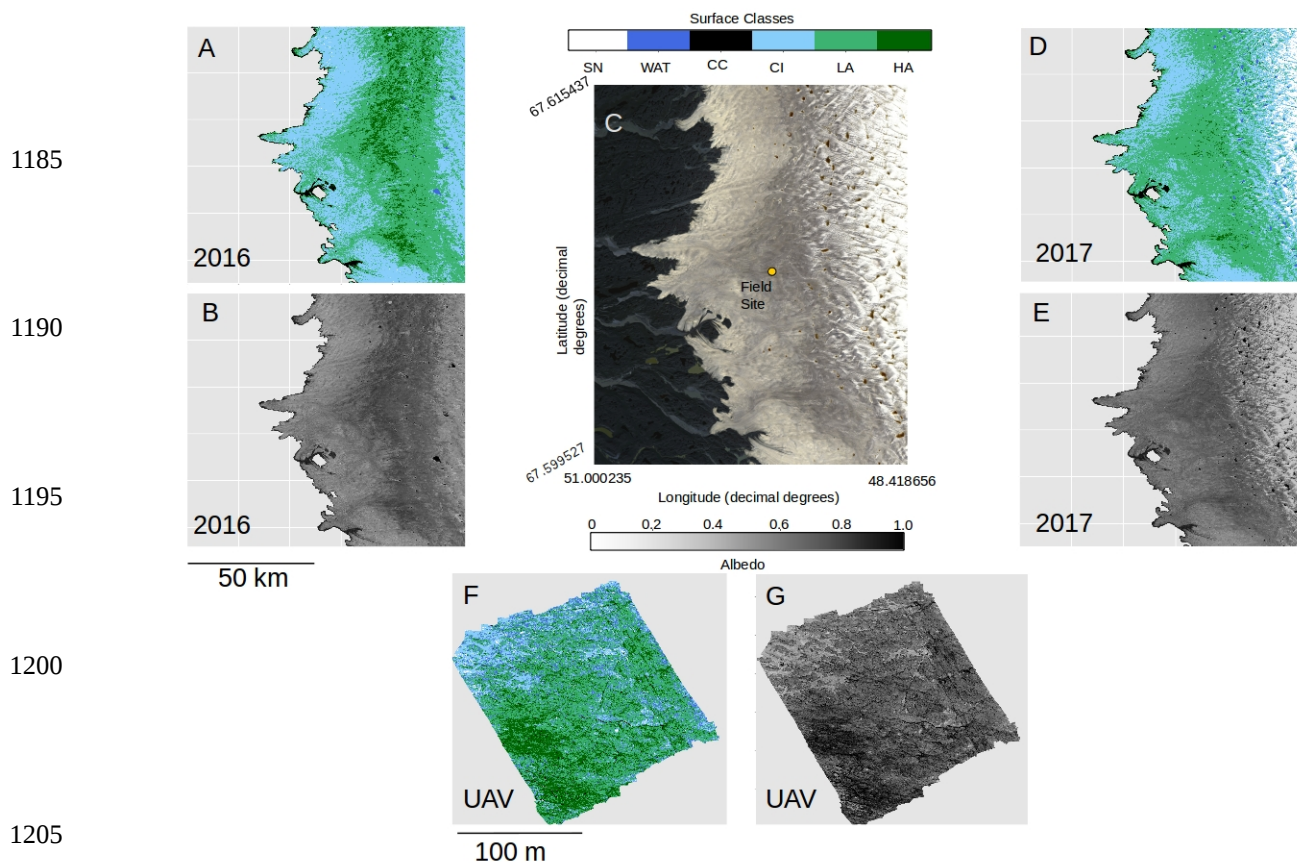 Surface Classes
SN WAT CC CI LA HA
A
2016
B
2016
50 km
67.615437
C
Field
Site
Latitude (decimal
degrees)
67.599527
51.000235 48.418656
Longitude (decimal degrees)
0 0,2 0,4 0,6 0.8 1.0
Albedo
D
2017
E
2017
F
UAV
100 m
G
UAV
1185
1190
1195
1200
1205